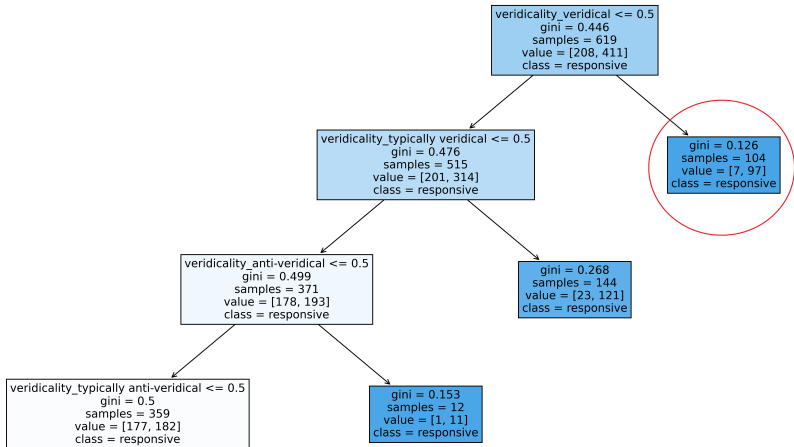 veridicality_veridical <= 0.5
gini = 0.446
samples = 619
value = [208, 411]
class = responsive
veridicality_typically veridical <= 0.5
gini = 0.476
samples = 515
value = [201, 314]
class = responsive
gini = 0.126
samples = 104
value = [7, 97]
class = responsive
veridicality_anti-veridical <= 0.5
gini = 0.499
samples = 371
value = [178, 193]
class = responsive
gini = 0.268
samples = 144
value = [23, 121]
class = responsive
veridicality_typically anti-veridical <= 0.5
gini = 0.5
samples = 359
value = [177, 182]
class = responsive
gini = 0.153
samples = 12
value = [1, 11]
class = responsive